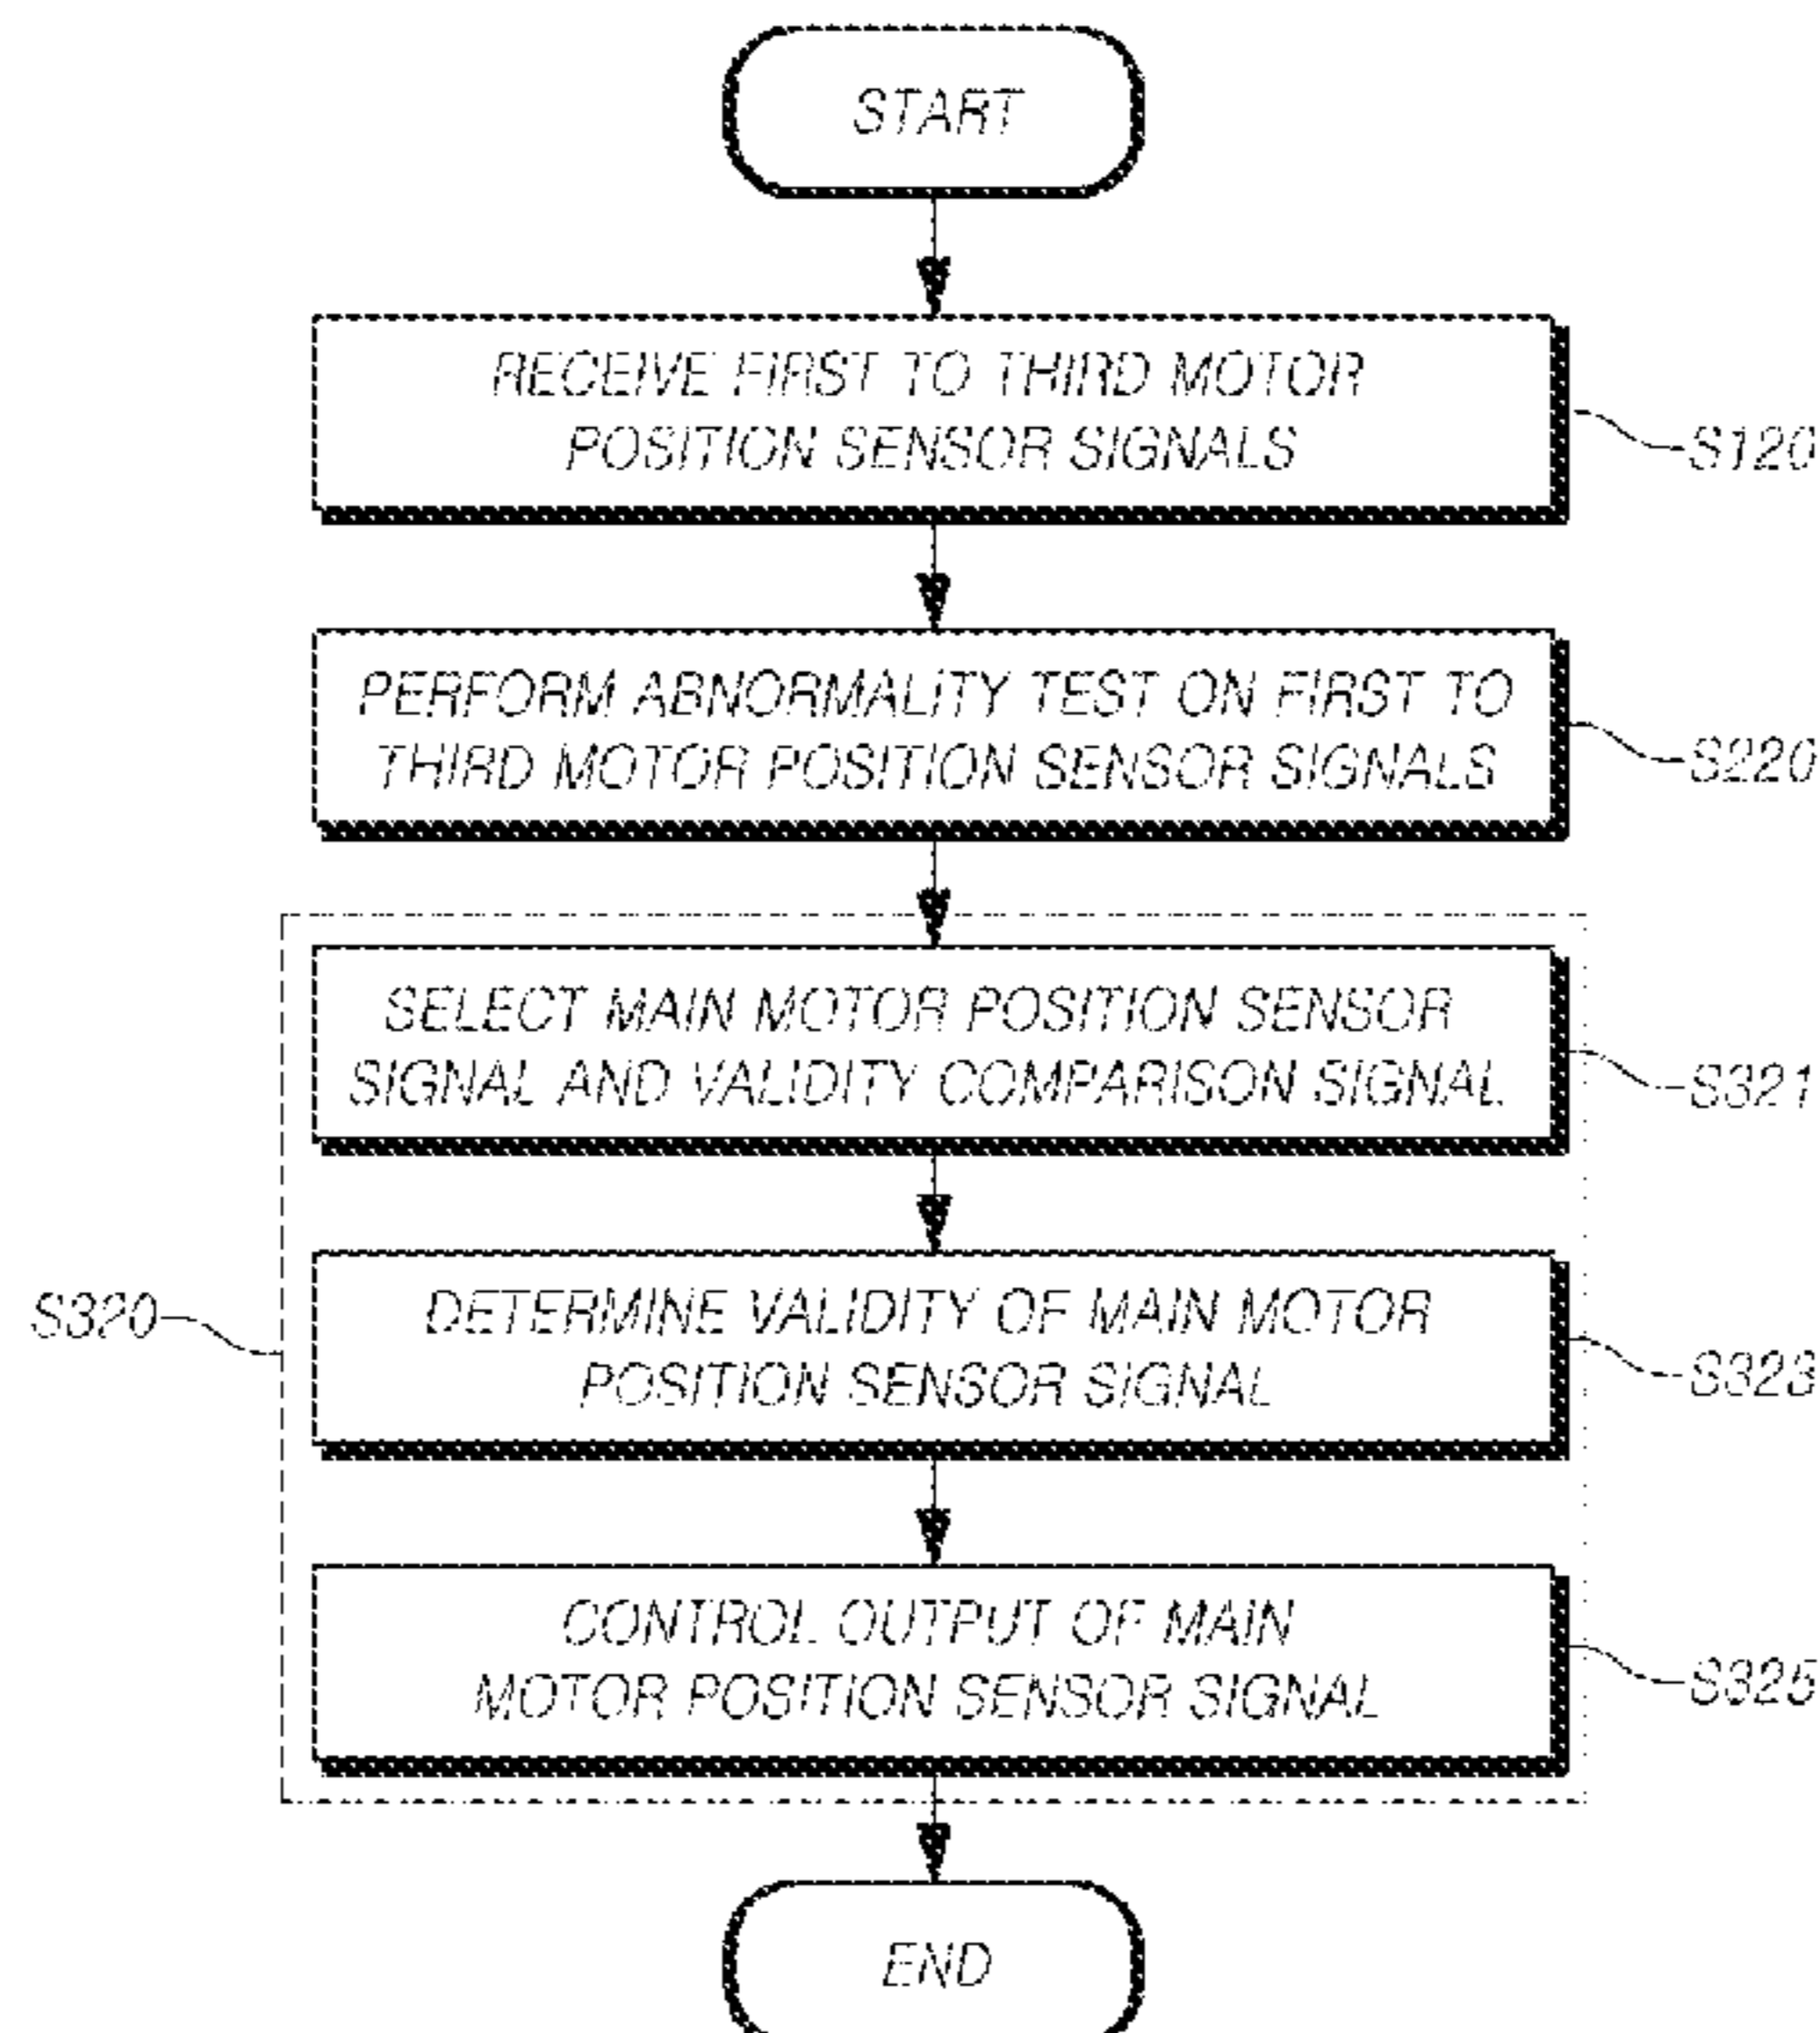 START
RECEIVE FIRST TO THIRD MOTOR
POSITION SENSOR SIGNALS
S120
PERFORM ABNORMALITY TEST ON FIRST TO
THIRD MOTOR POSITION SENSOR SIGNALS
S220
SELECT MAIN MOTOR POSITION SENSOR
SIGNAL AND VALIDITY COMPARISON SIGNAL
S321
S320
DETERMINE VALIDITY OF MAIN MOTOR
POSITION SENSOR SIGNAL
S323
CONTROL OUTPUT OF MAIN
MOTOR POSITION SENSOR SIGNAL
S325
END